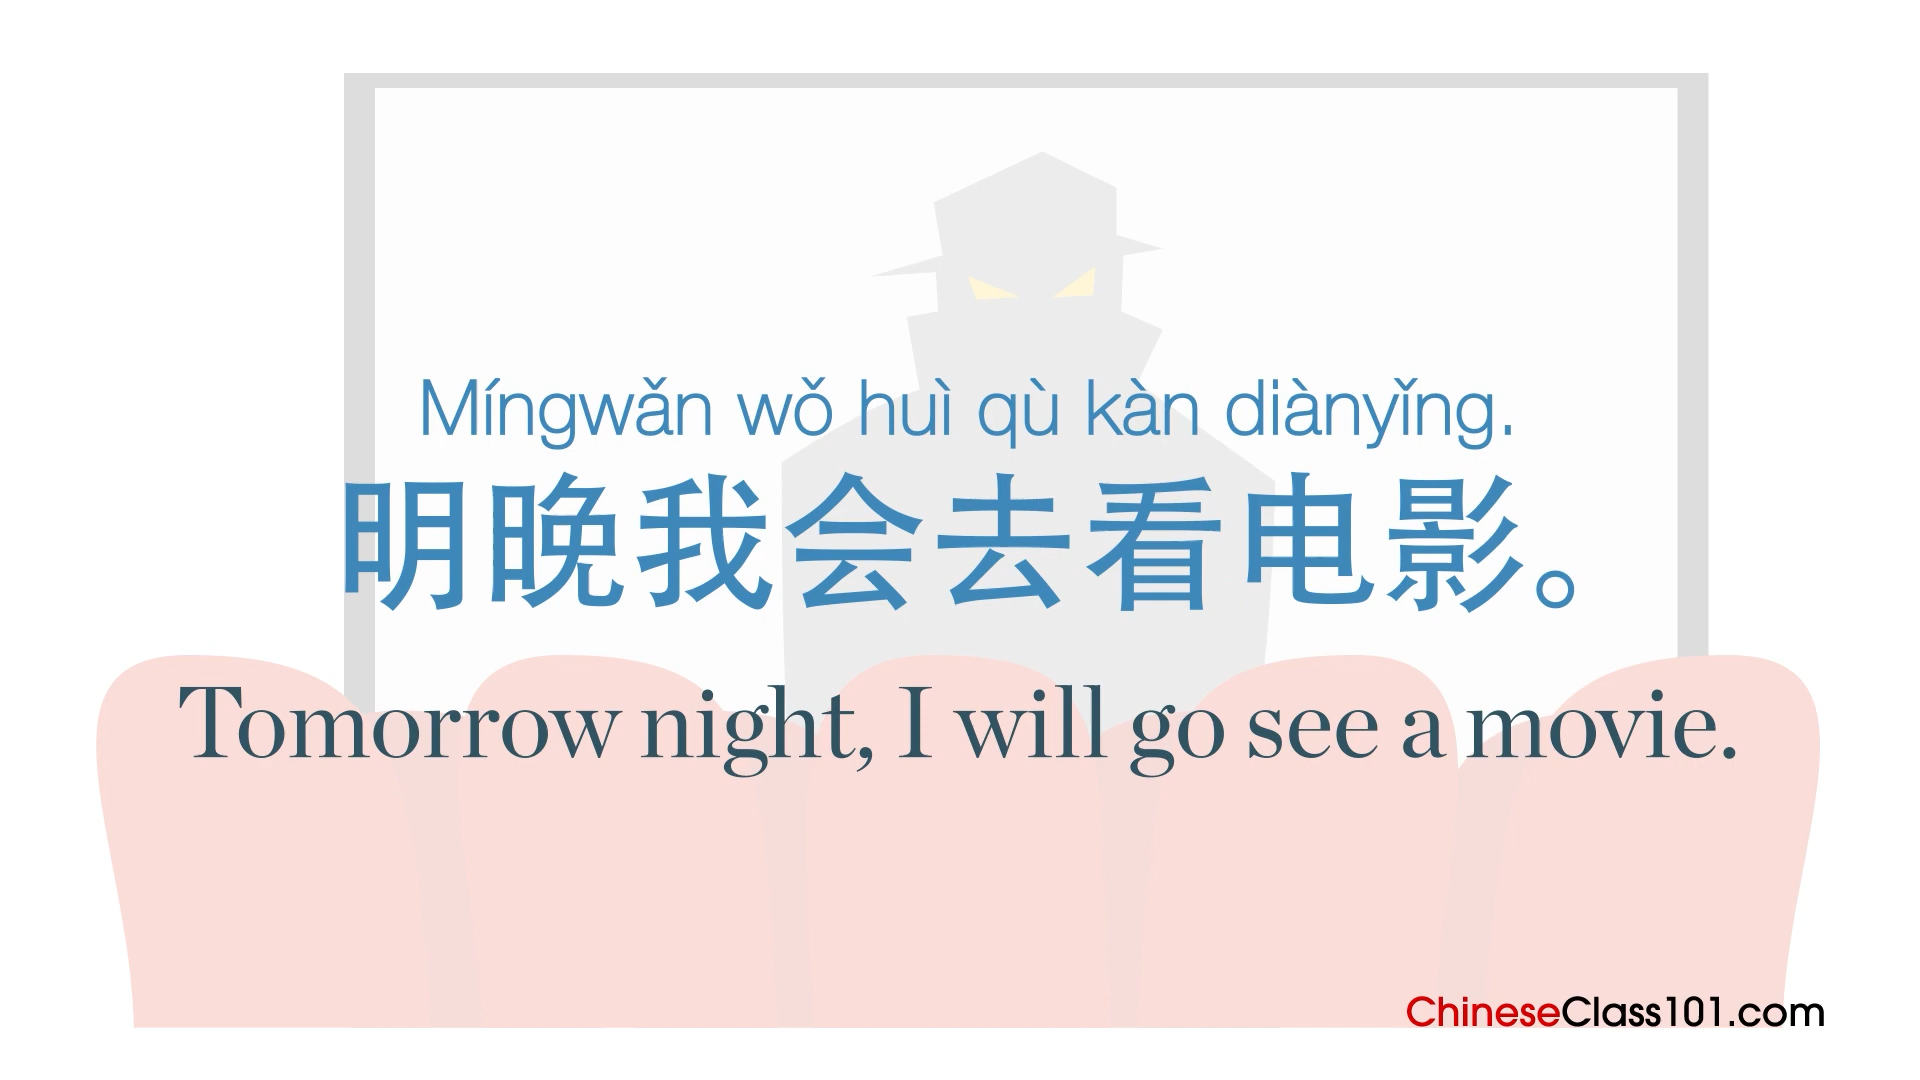 Míngwǎn wǒ huì qù kàn diànyǐng.
明晚我会去看电影。
Tomorrow night, I will go see a movie.
ChineseClass101.com